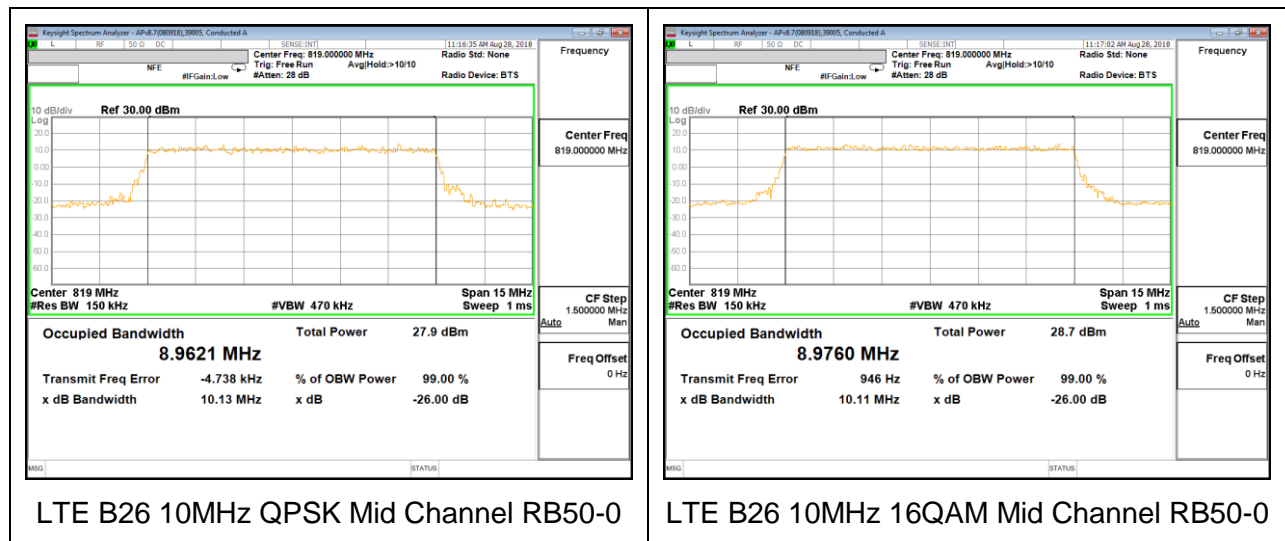 Keysight Spectrum Analyzer - APv8.7(080918),39005, Conducted A
L RF 50 Ω DC SENSE:INT 11:16:35 AM Aug 28, 2018
Center Freq: 819.000000 MHz Radio Std: None
NFE Trig: Free Run Avg|Hold:>10/10
#IFGain:Low #Atten: 28 dB Radio Device: BTS
10 dB/div Ref 30.00 dBm
Log
20.0
10.0
0.00
-10.0
-20.0
-30.0
-40.0
-50.0
-60.0
Center 819 MHz Span 15 MHz
#Res BW 150 kHz #VBW 470 kHz Sweep 1 ms
Occupied Bandwidth Total Power 27.9 dBm
8.9621 MHz
Transmit Freq Error -4.738 kHz % of OBW Power 99.00 %
x dB Bandwidth 10.13 MHz x dB -26.00 dB
MSG STATUS
Frequency
Center Freq
819.000000 MHz
CF Step
1.500000 MHz
Auto Man
Freq Offset
0 Hz
LTE B26 10MHz QPSK Mid Channel RB50-0
Keysight Spectrum Analyzer - APv8.7(080918),39005, Conducted A
L RF 50 Ω DC SENSE:INT 11:17:02 AM Aug 28, 2018
Center Freq: 819.000000 MHz Radio Std: None
NFE Trig: Free Run Avg|Hold:>10/10
#IFGain:Low #Atten: 28 dB Radio Device: BTS
10 dB/div Ref 30.00 dBm
Log
20.0
10.0
0.00
-10.0
-20.0
-30.0
-40.0
-50.0
-60.0
Center 819 MHz Span 15 MHz
#Res BW 150 kHz #VBW 470 kHz Sweep 1 ms
Occupied Bandwidth Total Power 28.7 dBm
8.9760 MHz
Transmit Freq Error 946 Hz % of OBW Power 99.00 %
x dB Bandwidth 10.11 MHz x dB -26.00 dB
MSG STATUS
Frequency
Center Freq
819.000000 MHz
CF Step
1.500000 MHz
Auto Man
Freq Offset
0 Hz
LTE B26 10MHz 16QAM Mid Channel RB50-0